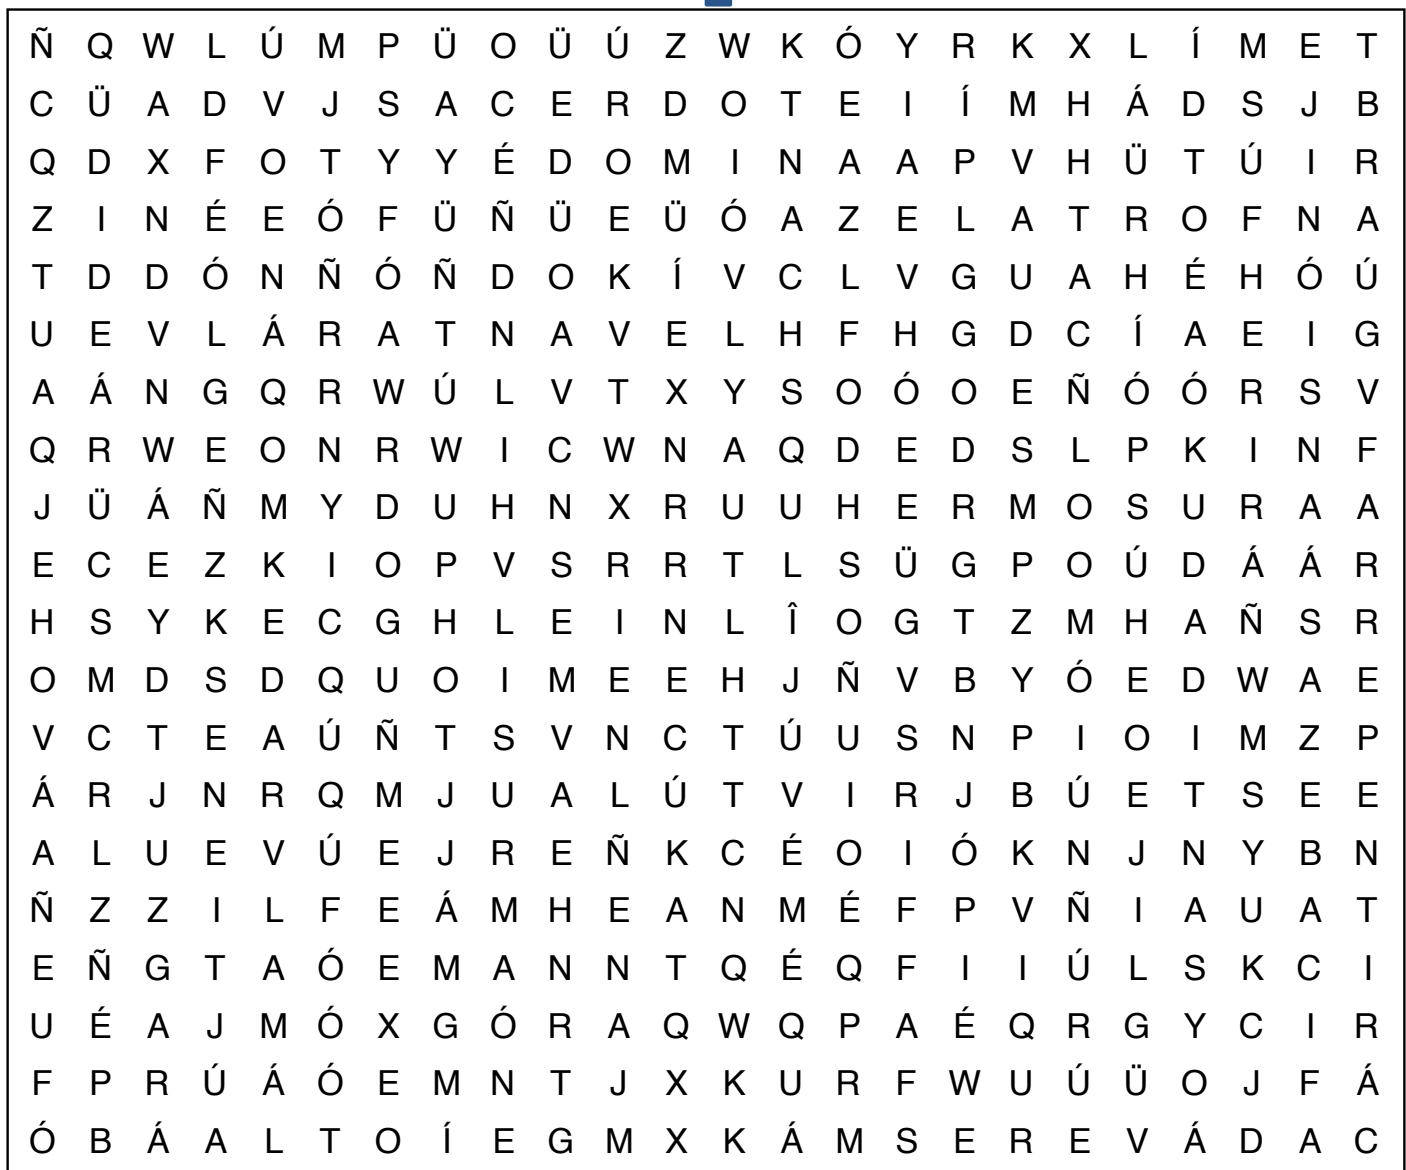 Ñ Q W L Ú M P Ü O Ü Ú Z W K Ó Y R K X L Í M E T
C Ü A D V J S A C E R D O T E I Í M H Á D S J B
Q D X F O T Y Y É D O M I N A A P V H Ü T Ú I R
Z I N É E Ó F Ü Ñ Ü E Ü Ó A Z E L A T R O F N A
T D D Ó N Ñ Ó Ñ D O K Í V C L V G U A H É H Ó Ú
U E V L Á R A T N A V E L H F H G D C Í A E I G
A Á N G Q R W Ú L V T X Y S O Ó O E Ñ Ó Ó R S V
Q R W E O N R W I C W N A Q D E D S L P K I N F
J Ü Á Ñ M Y D U H N X R U U H E R M O S U R A A
E C E Z K I O P V S R R T L S Ü G P O Ú D Á Á R
H S Y K E C G H L E I N L Î O G T Z M H A Ñ S R
O M D S D Q U O I M E E H J Ñ V B Y Ó E D W A E
V C T E A Ú Ñ T S V N C T Ú U S N P I O I M Z P
Á R J N R Q M J U A L Ú T V I R J B Ú E T S E E
A L U E V Ú E J R E Ñ K C É O I Ó K N J N Y B N
Ñ Z Z I L F E Á M H E A N M É F P V Ñ I A U A T
E Ñ G T A Ó E M A N N T Q É Q F I I Ú L S K C I
U É A J M Ó X G Ó R A Q W Q P A É Q R G Y C I R
F P R Ú Á Ó E M N T J X K U R F W U Ú Ü O J F Á
Ó B Á A L T O Í E G M X K Á M S E R E V Á D A C